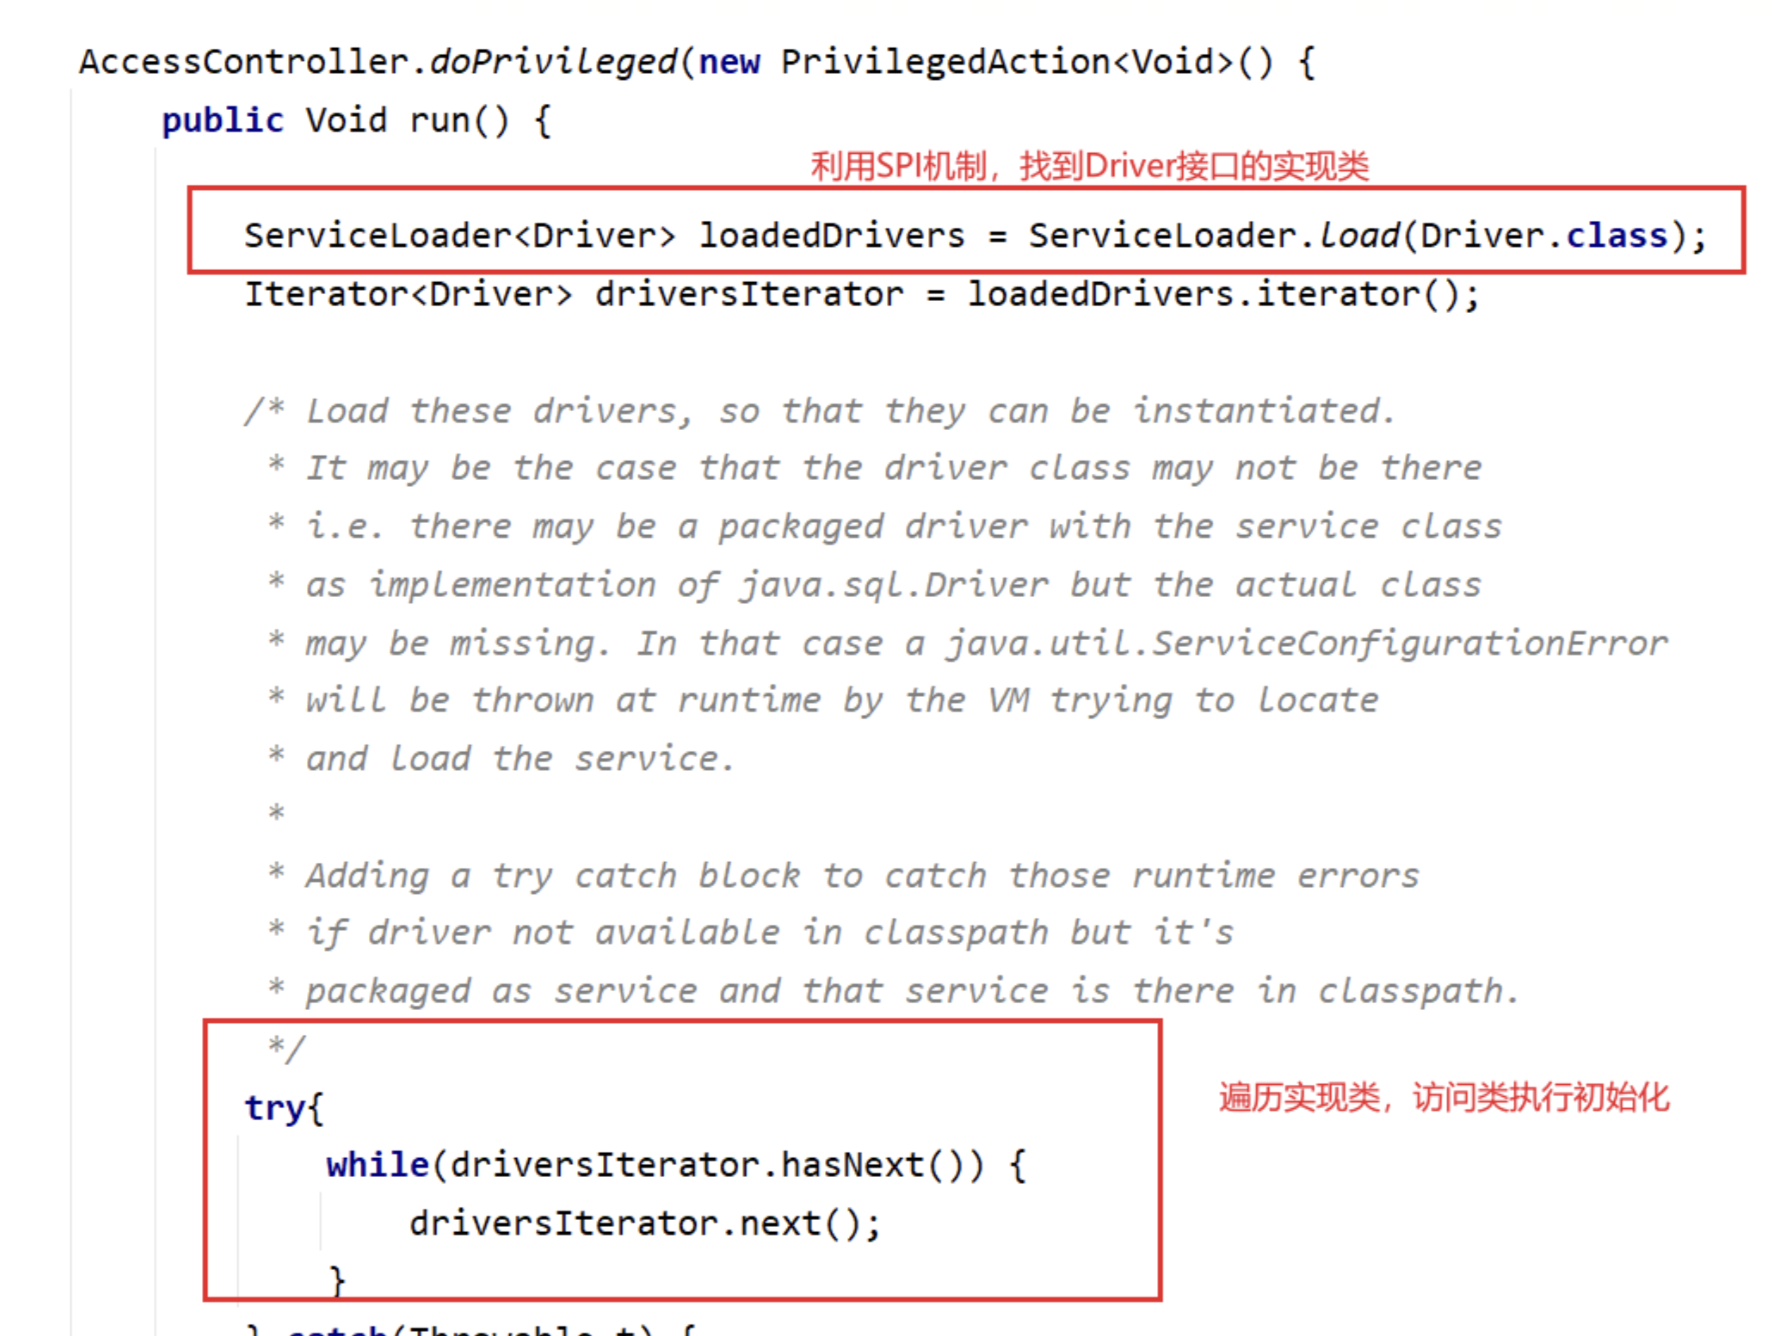 AccessController.doPrivileged(new PrivilegedAction<Void>() {
public Void run() {
利用SPI机制，找到Driver接口的实现类
ServiceLoader<Driver> loadedDrivers = ServiceLoader.load(Driver.class);
Iterator<Driver> driversIterator = loadedDrivers.iterator();
/* Load these drivers, so that they can be instantiated.
* It may be the case that the driver class may not be there
* i.e. there may be a packaged driver with the service class
* as implementation of java.sql.Driver but the actual class
* may be missing. In that case a java.util.ServiceConfigurationError
* will be thrown at runtime by the VM trying to locate
* and load the service.
*
* Adding a try catch block to catch those runtime errors
* if driver not available in classpath but it's
* packaged as service and that service is there in classpath.
*/
try{
遍历实现类，访问类执行初始化
while(driversIterator.hasNext()) {
driversIterator.next();
}
} catch(Throwable t) {